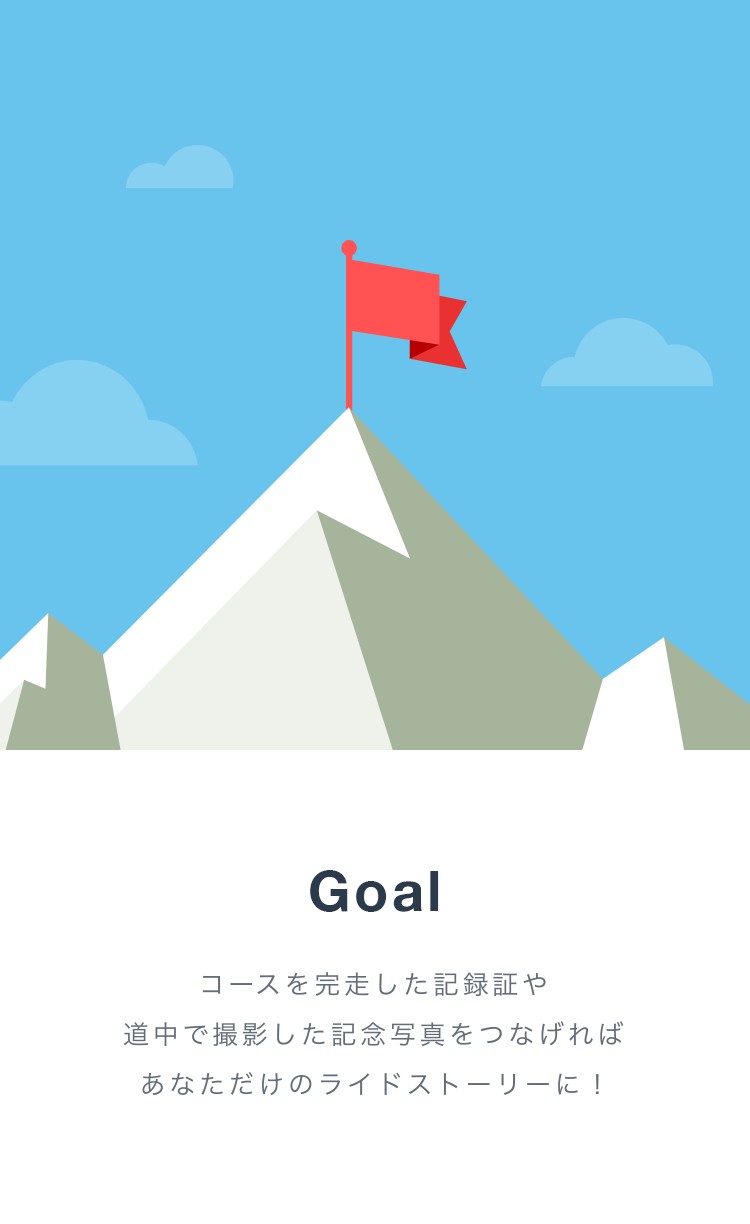 Goal
コースを完走した記録証や
道中で撮影した記念写真をつなげれば
あなただけのライドストーリーに！